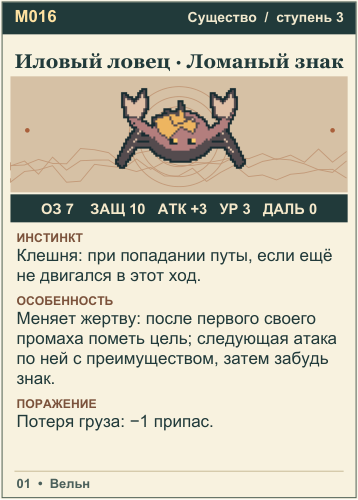 M016
Существо / ступень 3
Иловый ловец · Ломаный знак
ОЗ 7 ЗАЩ 10 АТК +3 УР 3 ДАЛЬ 0
ИНСТИНКТ
Клешня: при попадании путы, если ещё
не двигался в этот ход.
ОСОБЕННОСТЬ
Меняет жертву: после первого своего
промаха пометь цель; следующая атака
по ней с преимуществом, затем забудь
знак.
ПОРАЖЕНИЕ
Потеря груза: −1 припас.
01 • Вельн